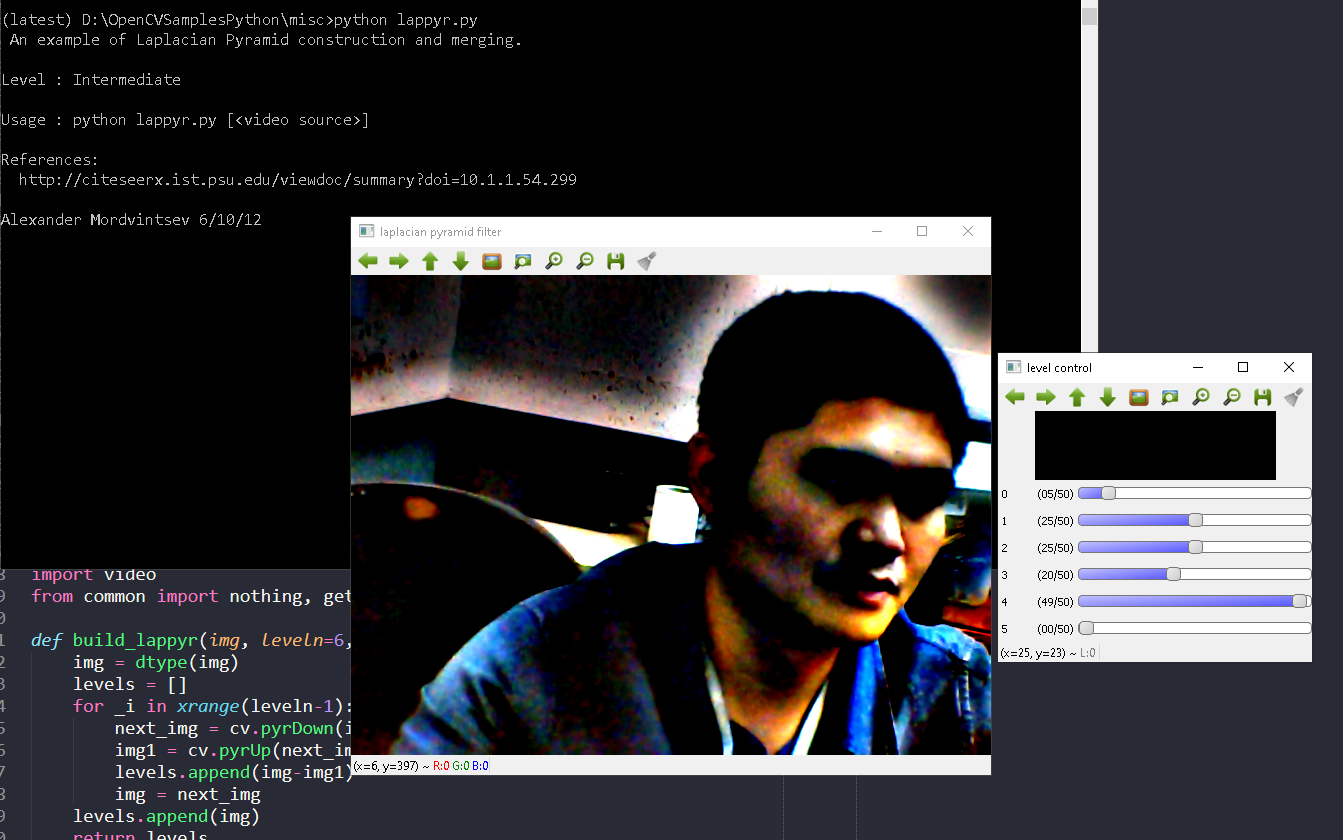 (latest) D:\OpenCVSamplesPython\misc>python lappyr.py
An example of Laplacian Pyramid construction and merging.
Level : Intermediate
Usage : python lappyr.py [<video source>]
References:
http://citeseerx.ist.psu.edu/viewdoc/summary?doi=10.1.1.54.299
Alexander Mordvintsev 6/10/12
laplacian pyramid filter
(x=6, y=397) ~ R:0 G:0 B:0
level control
0 (05/50)
1 (25/50)
2 (25/50)
3 (20/50)
4 (49/50)
5 (00/50)
(x=25, y=23) ~ L:0
8 import video
9 from common import nothing, get
0
1 def build_lappyr(img, leveln=6,
2 img = dtype(img)
3 levels = []
4 for _i in xrange(leveln-1):
5 next_img = cv.pyrDown(i
6 img1 = cv.pyrUp(next_im
7 levels.append(img-img1)
8 img = next_img
9 levels.append(img)
0 return levels